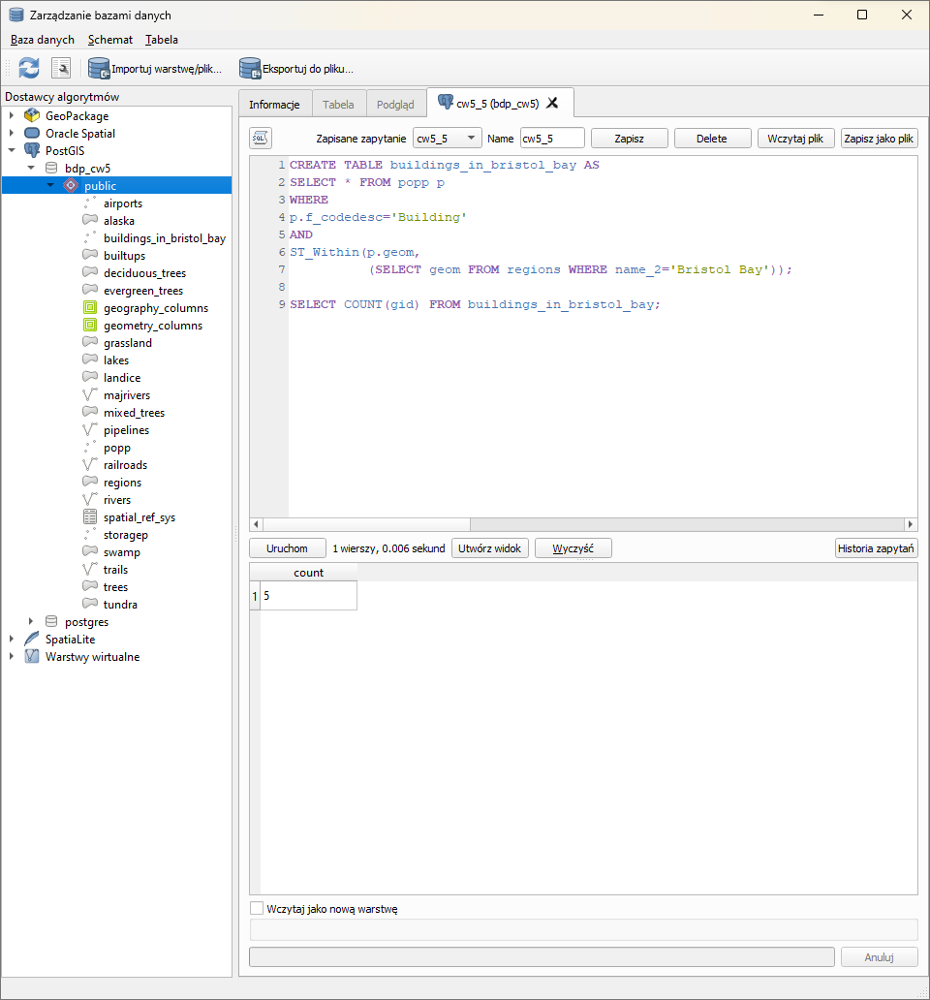 Zarządzanie bazami danych
Baza danych Schemat Tabela
Importuj warstwę/plik... Eksportuj do pliku...
Dostawcy algorytmów
GeoPackage
Oracle Spatial
PostGIS
bdp_cw5
public
airports
alaska
buildings_in_bristol_bay
builtups
deciduous_trees
evergreen_trees
geography_columns
geometry_columns
grassland
lakes
landice
majrivers
mixed_trees
pipelines
popp
railroads
regions
rivers
spatial_ref_sys
storagep
swamp
trails
trees
tundra
postgres
SpatiaLite
Warstwy wirtualne
Informacje Tabela Podgląd cw5_5 (bdp_cw5)
SQL Zapisane zapytanie cw5_5 Name cw5_5 Zapisz Delete Wczytaj plik Zapisz jako plik
1 CREATE TABLE buildings_in_bristol_bay AS
2 SELECT * FROM popp p
3 WHERE
4 p.f_codedesc='Building'
5 AND
6 ST_Within(p.geom,
7 (SELECT geom FROM regions WHERE name_2='Bristol Bay'));
8
9 SELECT COUNT(gid) FROM buildings_in_bristol_bay;
Uruchom 1 wierszy, 0.006 sekund Utwórz widok Wyczyść Historia zapytań
count
1 5
Wczytaj jako nową warstwę
Anuluj